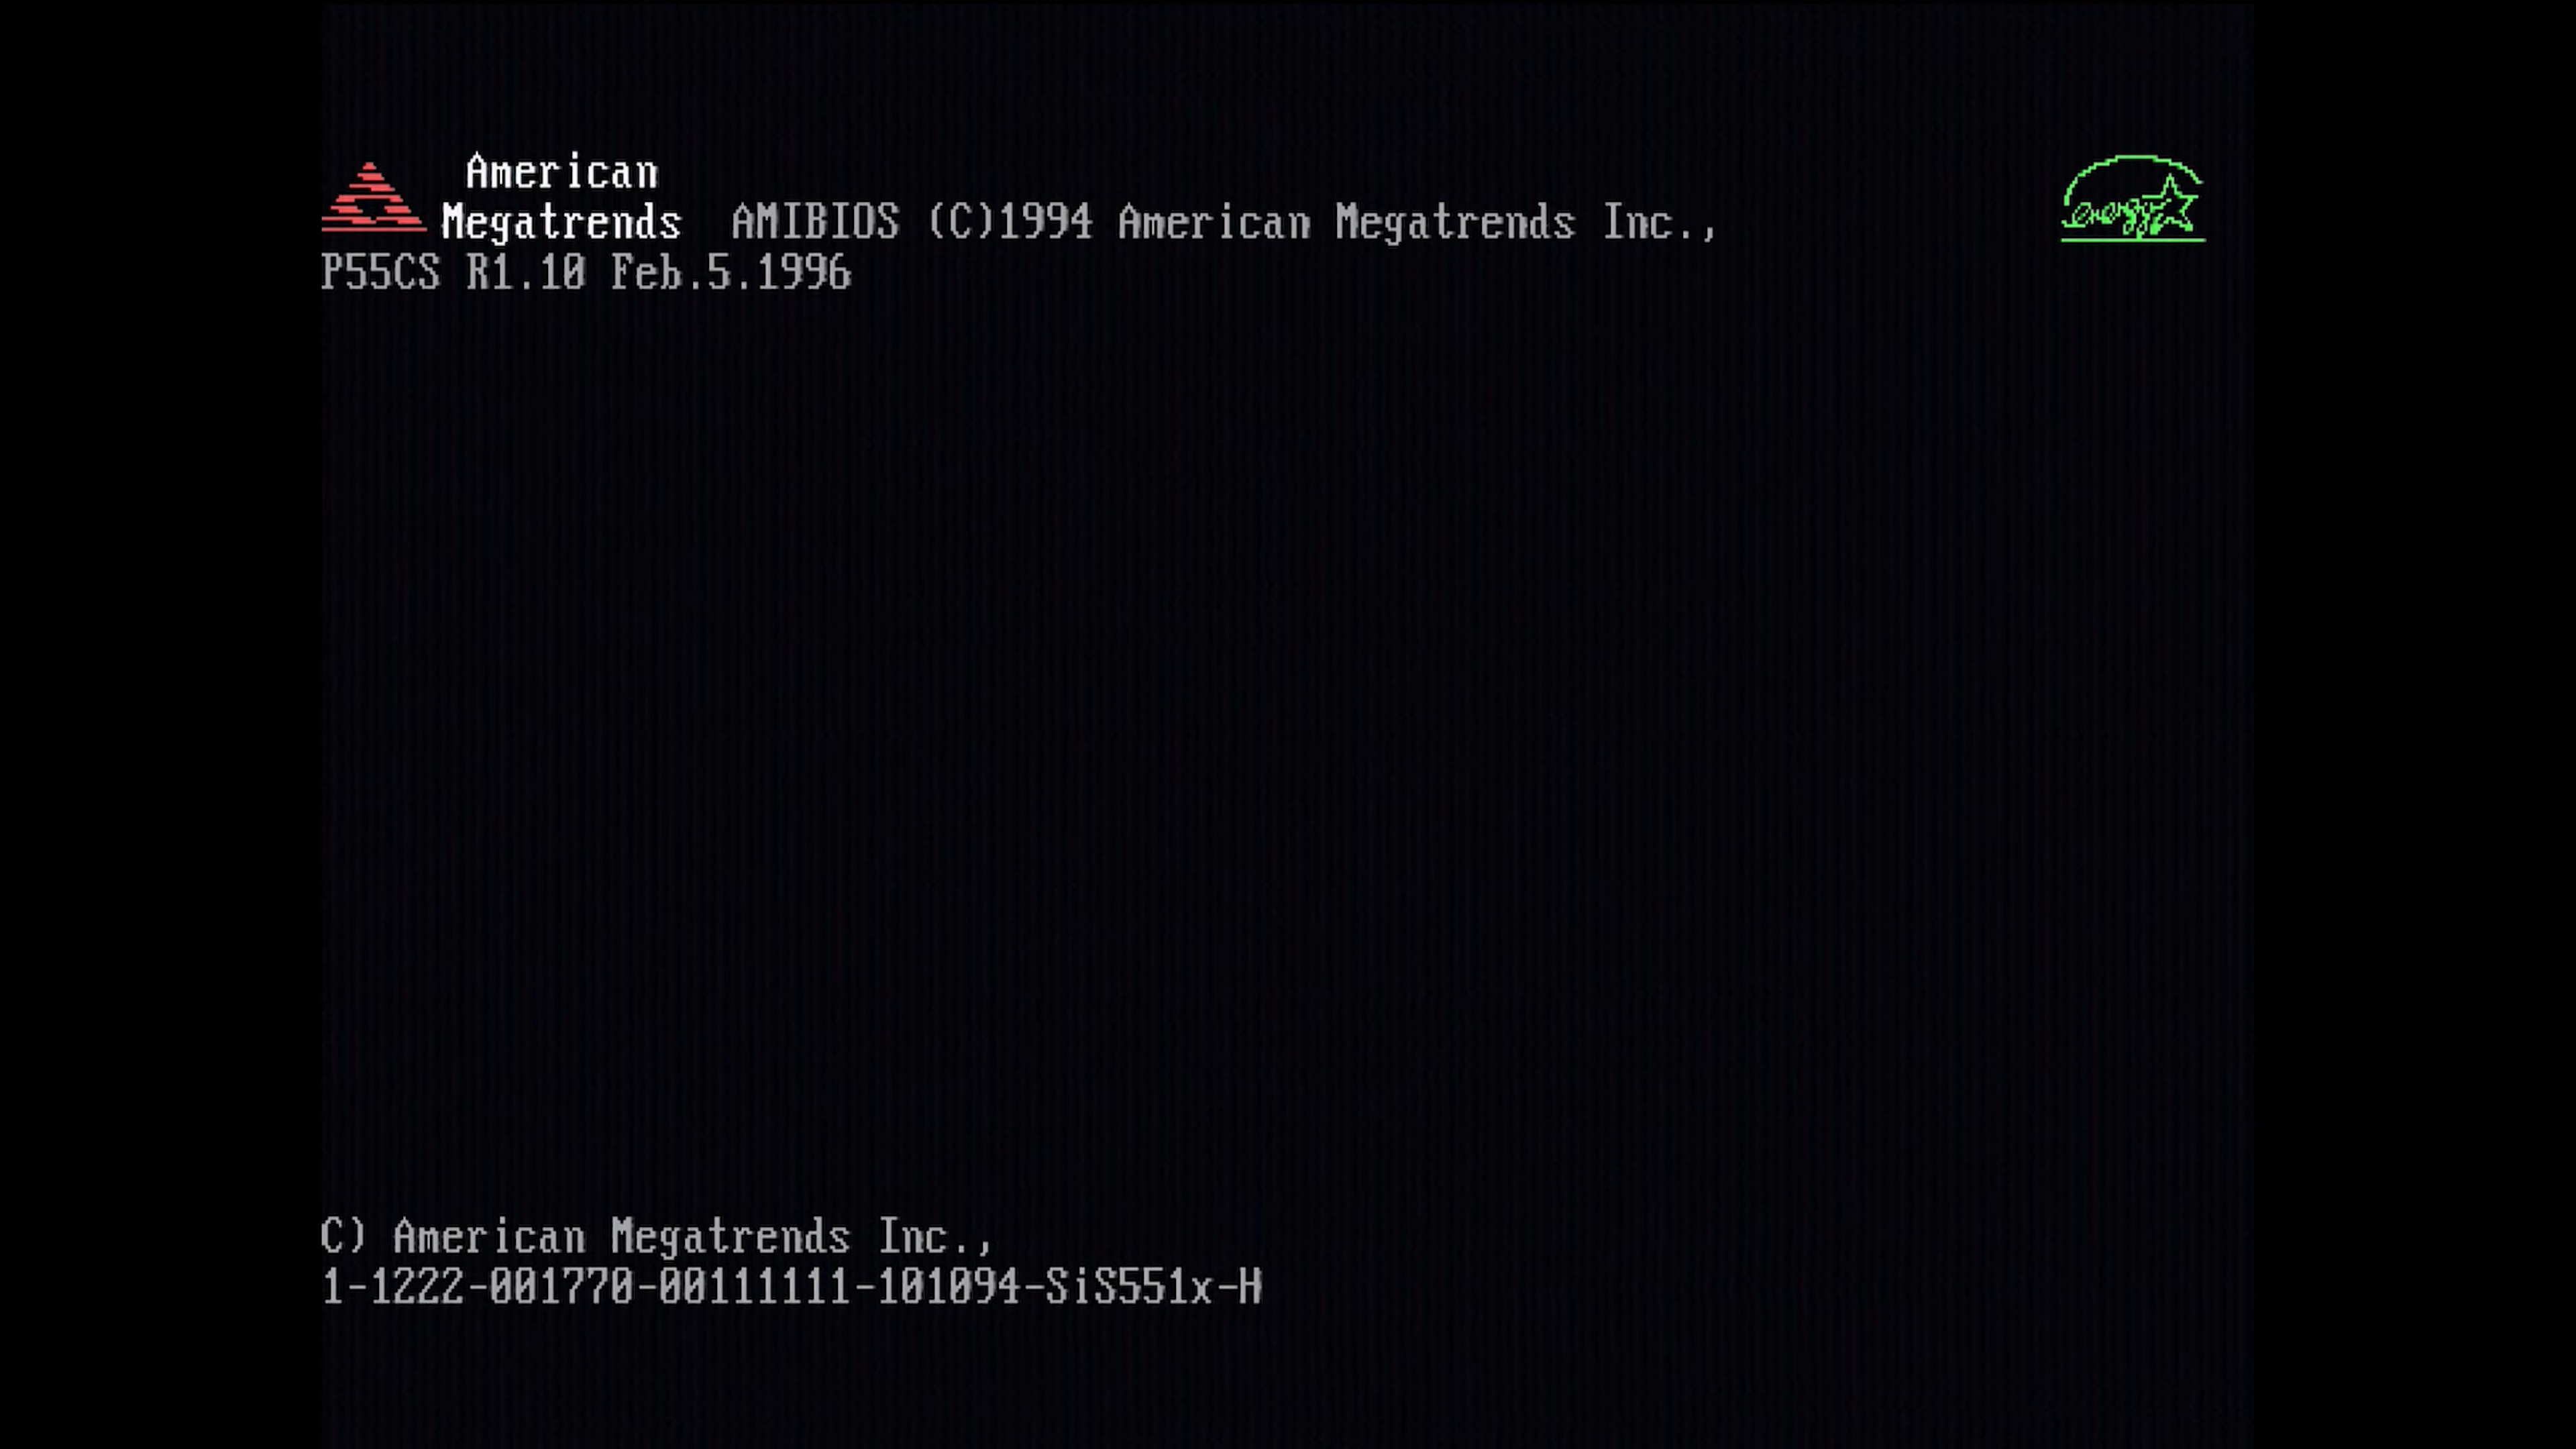 American
Megatrends AMIBIOS (C)1994 American Megatrends Inc.,
energy
P55CS R1.10 Feb.5.1996
C) American Megatrends Inc.,
1-1222-001770-00111111-101094-SiS551x-H